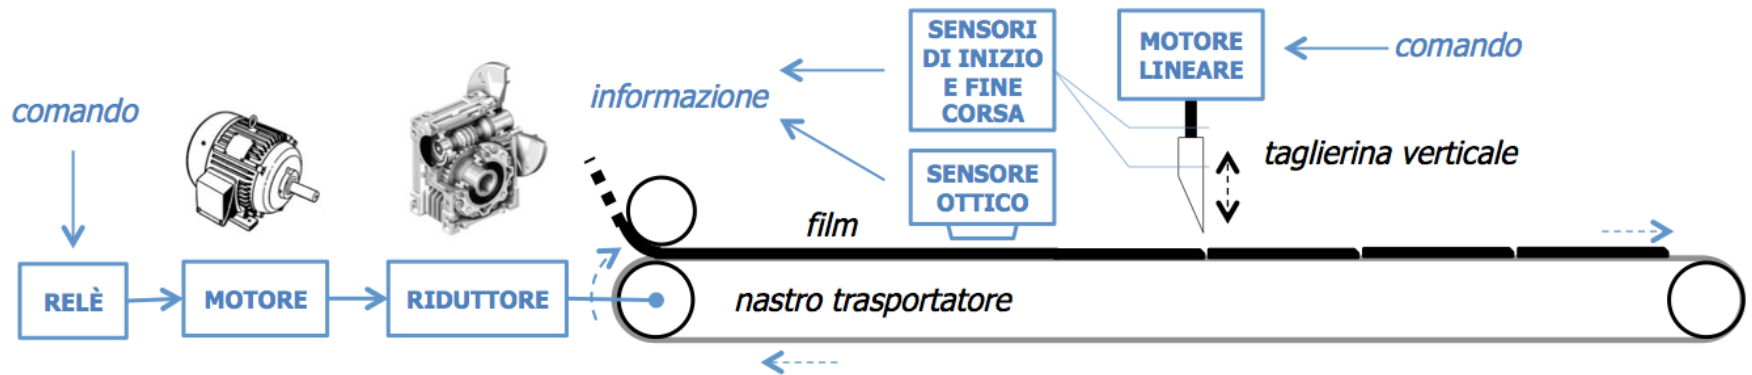 comando
RELÈ
MOTORE
RIDUTTORE
informazione
SENSORI
DI INIZIO
E FINE
CORSA
SENSORE
OTTICO
MOTORE
LINEARE
comando
taglierina verticale
film
nastro trasportatore